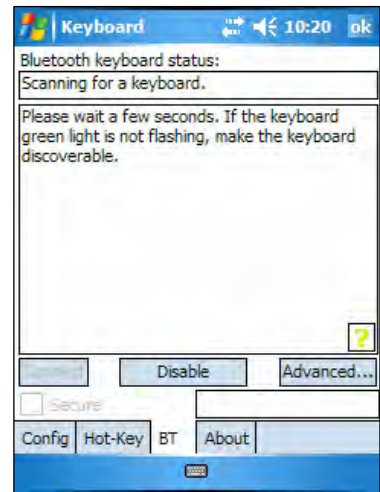 Keyboard 10:20 ok
Bluetooth keyboard status:
Scanning for a keyboard.
Please wait a few seconds. If the keyboard
green light is not flashing, make the keyboard
discoverable.
?
Disable Advanced...
Secure
Config Hot-Key BT About